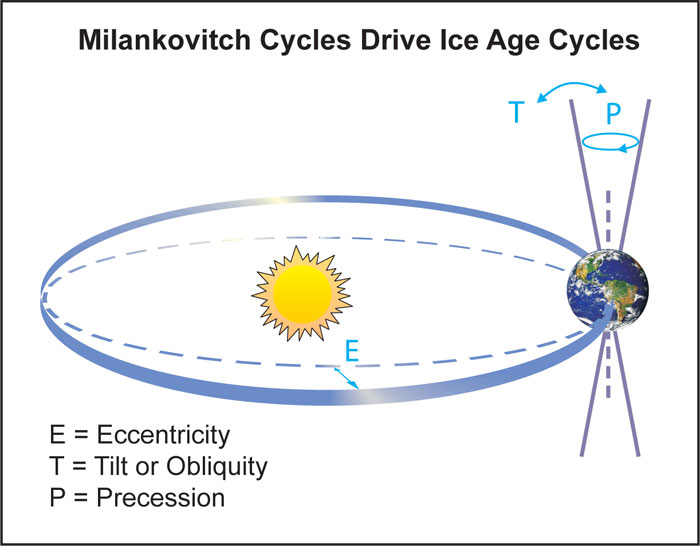 Milankovitch Cycles Drive Ice Age Cycles
T
P
E
E = Eccentricity
T = Tilt or Obliquity
P = Precession